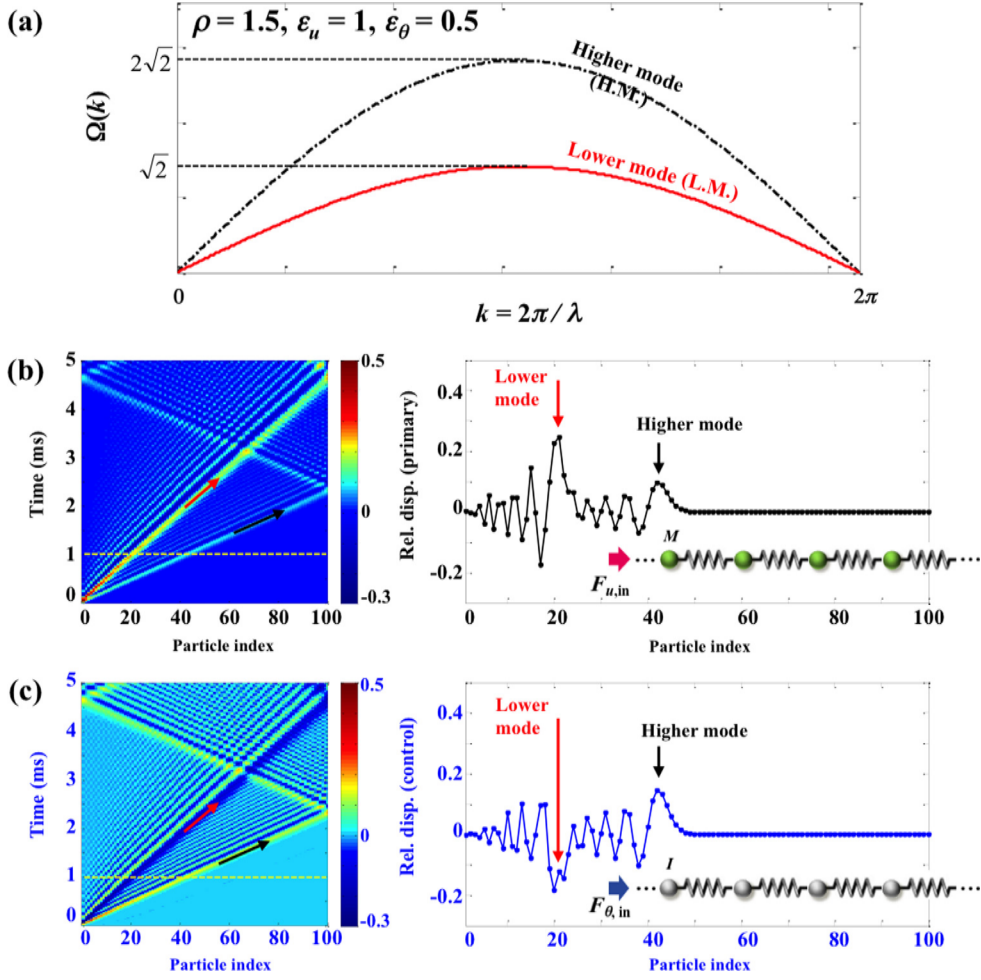 (a)
ρ = 1.5, ε_u = 1, ε_θ = 0.5
2√2
√2
Ω(k)
Higher mode
(H.M.)
Lower mode (L.M.)
0
2π
k = 2π / λ
(b)
5
4
3
2
1
0
Time (ms)
0 20 40 60 80 100
Particle index
0.5
0
-0.3
Rel. disp. (primary)
0.4
0.2
0
-0.2
Lower
mode
Higher mode
M
F_{u,in}
0 20 40 60 80 100
Particle index
(c)
5
4
3
2
1
0
Time (ms)
0 20 40 60 80 100
Particle index
0.5
0
-0.3
Rel. disp. (control)
0.4
0.2
0
-0.2
Lower
mode
Higher mode
I
F_{θ,in}
0 20 40 60 80 100
Particle index